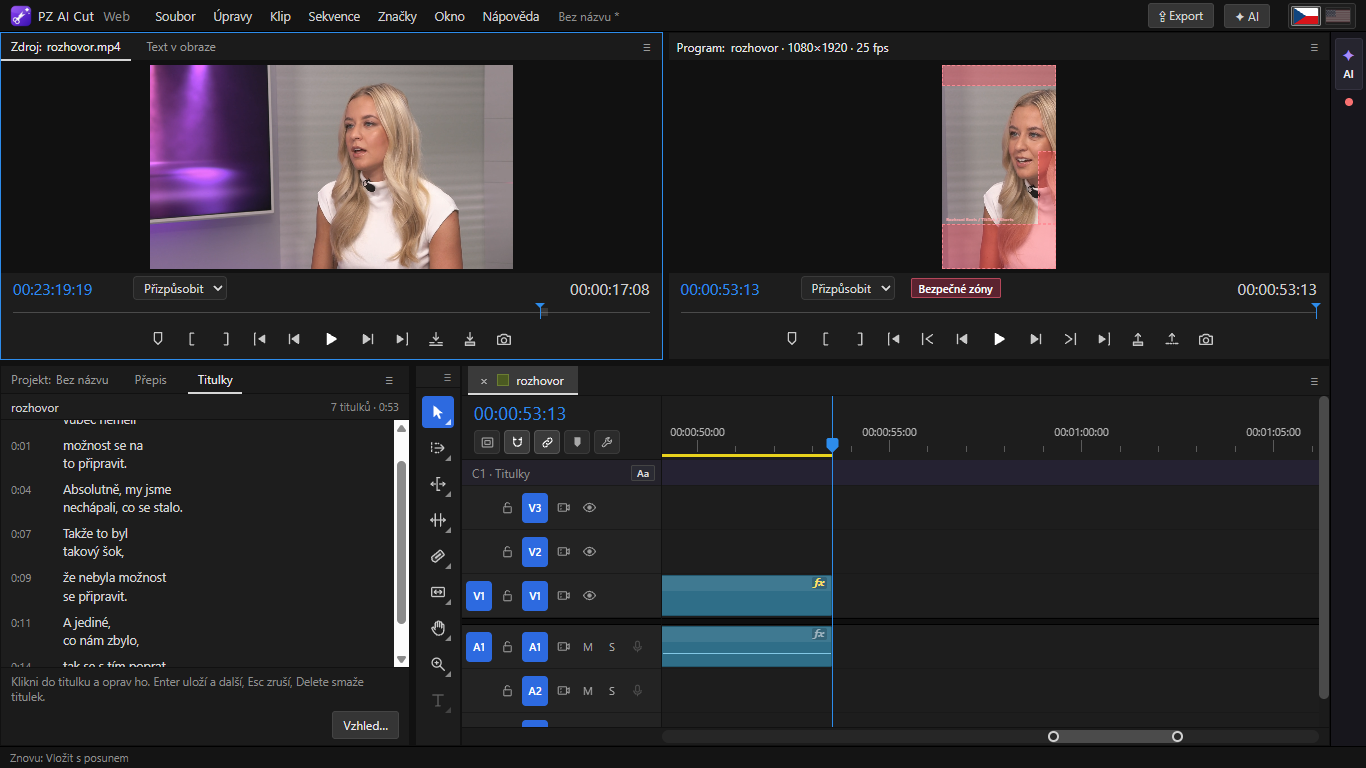 PZ AI Cut Web
Soubor Úpravy Klip Sekvence Značky Okno Nápověda Bez názvu *
Export
AI
Zdroj: rozhovor.mp4
Text v obraze
Program: rozhovor · 1080×1920 · 25 fps
AI
00:23:19:19
Přizpůsobit
00:00:17:08
00:00:53:13
Přizpůsobit
Bezpečné zóny
00:00:53:13
Projekt: Bez názvu
Přepis
Titulky
rozhovor
7 titulků · 0:53
vůbec neměli
0:01 možnost se na
to připravit.
0:04 Absolutně, my jsme
nechápali, co se stalo.
0:07 Takže to byl
takový šok,
0:09 že nebyla možnost
se připravit.
0:11 A jediné,
co nám zbylo,
0:14 tak se s tím poprat
Klikni do titulku a oprav ho. Enter uloží a další, Esc zruší, Delete smaže
titulek.
Vzhled...
× rozhovor
00:00:53:13
00:00:50:00 00:00:55:00 00:01:00:00 00:01:05:00
C1 · Titulky
Aa
V3
V2
V1 V1
fx
A1 A1 M S
fx
A2 M S
T
Znovu: Vložit s posunem